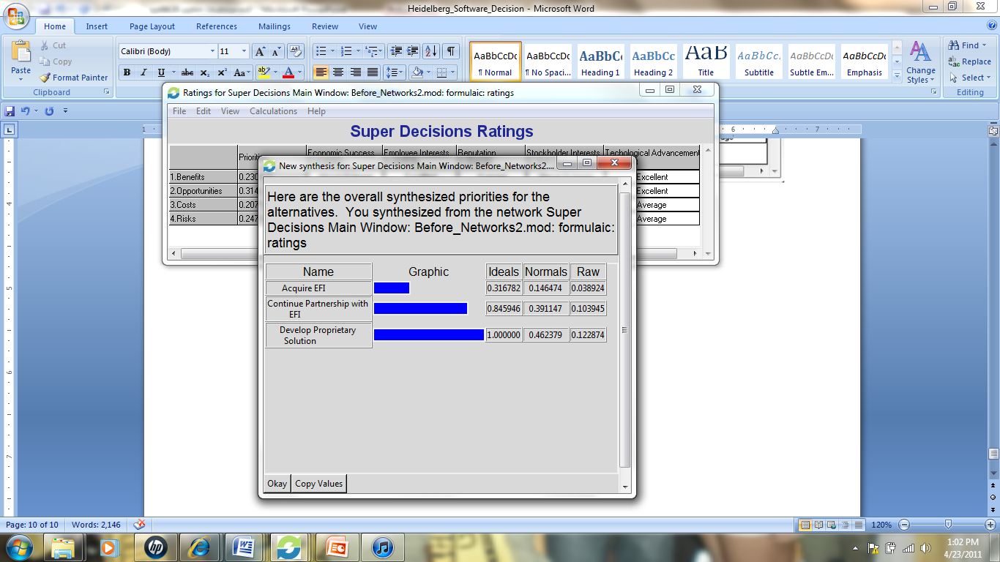 Heidelberg_Software_Decision - Microsoft Word
Home Insert Page Layout References Mailings Review View
Paste
Cut
Copy
Format Painter
Clipboard
Calibri (Body) 11
B I U abc x₂ x² Aa
AaBbCcDc AaBbCcDc AaBbC AaBbCc AaB AaBbCc. AaBbCcDc AaBbCcDc
¶ Normal ¶ No Spaci... Heading 1 Heading 2 Title Subtitle Subtle Em... Emphasis
Change Styles
Find
Replace
Select
Editing
Ratings for Super Decisions Main Window: Before_Networks2.mod: formulaic: ratings
File Edit View Calculations Help
Super Decisions Ratings
Economic Success Employee Interests Reputation Stockholder Interests Techological Advancement
1.Benefits 0.230 Excellent
2.Opportunities 0.314 Excellent
3.Costs 0.207 Average
4.Risks 0.247 Average
New synthesis for: Super Decisions Main Window: Before_Networks2....
Here are the overall synthesized priorities for the
alternatives. You synthesized from the network Super
Decisions Main Window: Before_Networks2.mod: formulaic:
ratings
Name Graphic Ideals Normals Raw
Acquire EFI 0.316782 0.146474 0.038924
Continue Partnership with
EFI
0.845946 0.391147 0.103945
Develop Proprietary
Solution
1.000000 0.462379 0.122874
Okay Copy Values
Page: 10 of 10 Words: 2,146 120%
1:02 PM
4/23/2011